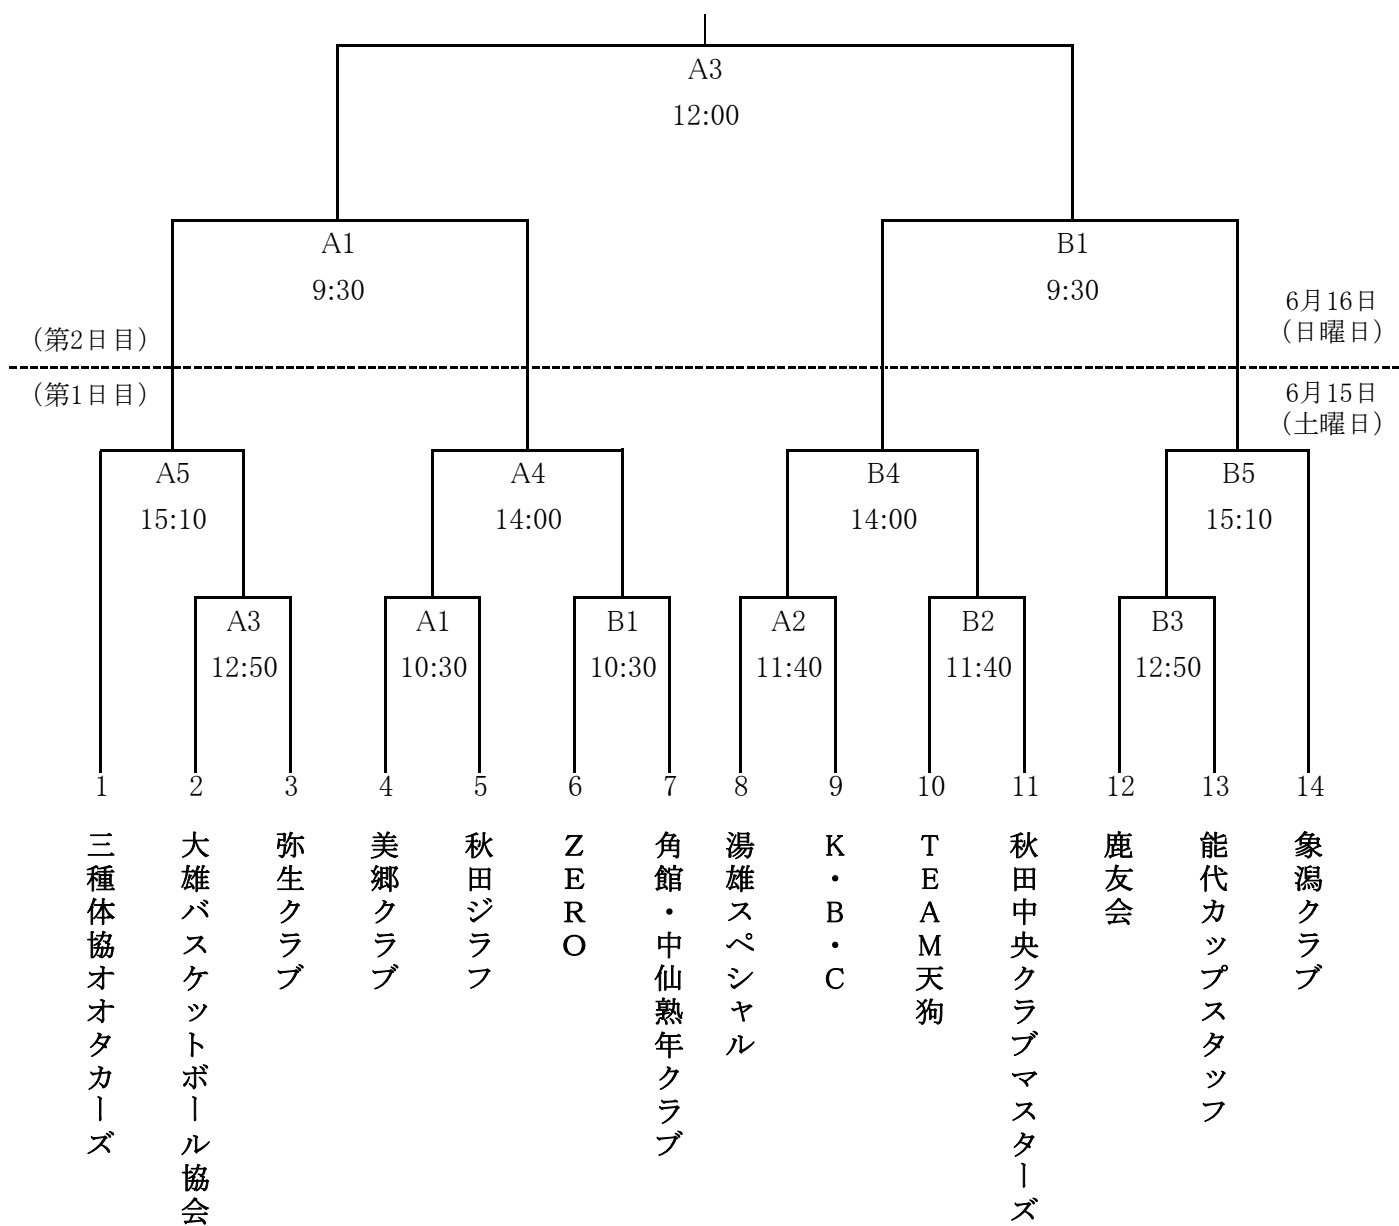 A3
12:00
A1
9:30
B1
9:30
6月16日
(日曜日)
(第2日目)
(第1日目)
6月15日
(土曜日)
A5
15:10
A4
14:00
B4
14:00
B5
15:10
A3
12:50
A1
10:30
B1
10:30
A2
11:40
B2
11:40
B3
12:50
1
2
3
4
5
6
7
8
9
10
11
12
13
14
三種体協オオタカーズ
大雄バスケットボール協会
弥生クラブ
美郷クラブ
秋田ジラフ
ZERO
角館・中仙熟年クラブ
湯雄スペシャル
K・B・C
TEAM天狗
秋田中央クラブマスターズ
鹿友会
能代カップスタッフ
象潟クラブ